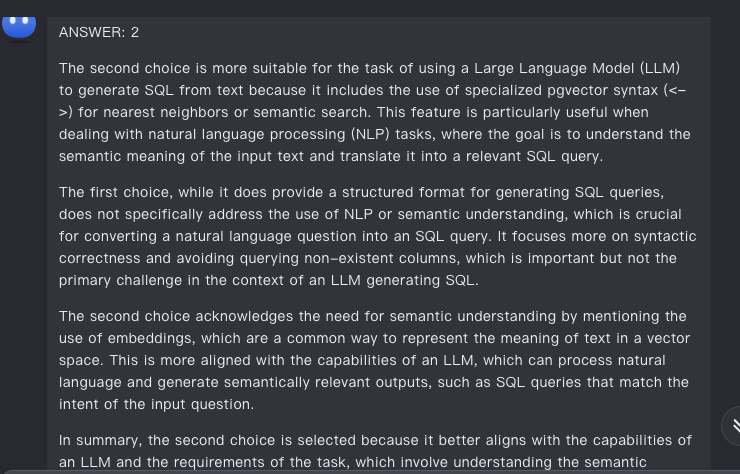 ANSWER: 2
The second choice is more suitable for the task of using a Large Language Model (LLM)
to generate SQL from text because it includes the use of specialized pgvector syntax (<-
>) for nearest neighbors or semantic search. This feature is particularly useful when
dealing with natural language processing (NLP) tasks, where the goal is to understand the
semantic meaning of the input text and translate it into a relevant SQL query.
The first choice, while it does provide a structured format for generating SQL queries,
does not specifically address the use of NLP or semantic understanding, which is crucial
for converting a natural language question into an SQL query. It focuses more on syntactic
correctness and avoiding querying non-existent columns, which is important but not the
primary challenge in the context of an LLM generating SQL.
The second choice acknowledges the need for semantic understanding by mentioning the
use of embeddings, which are a common way to represent the meaning of text in a vector
space. This is more aligned with the capabilities of an LLM, which can process natural
language and generate semantically relevant outputs, such as SQL queries that match the
intent of the input question.
In summary, the second choice is selected because it better aligns with the capabilities of
an LLM and the requirements of the task, which involve understanding the semantic